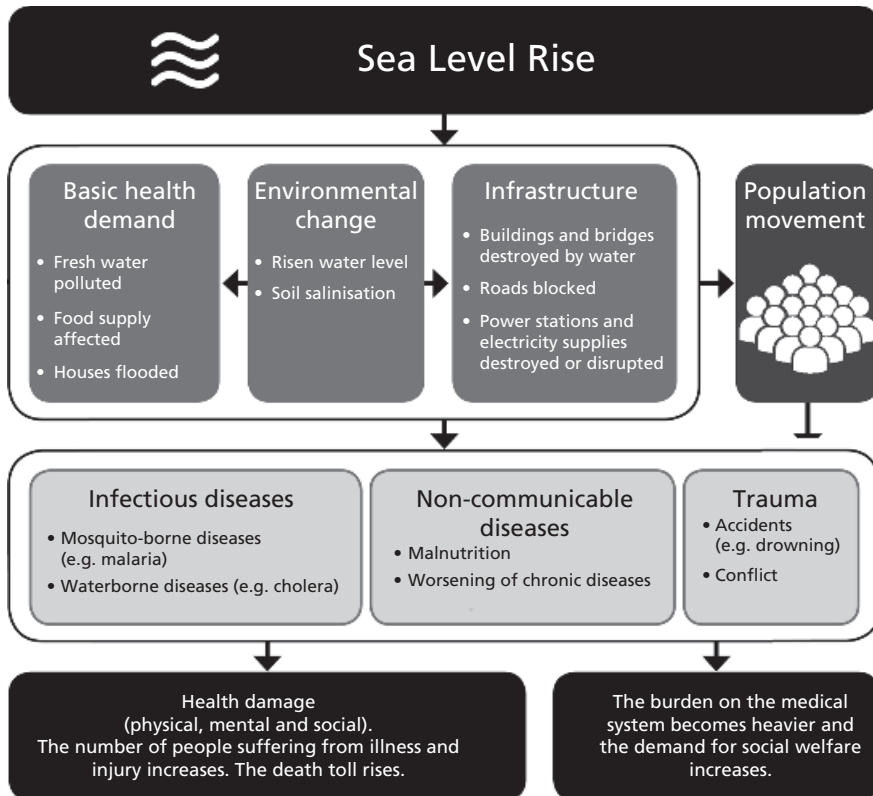 Sea Level Rise
Basic health
demand
• Fresh water
polluted
• Food supply
affected
• Houses flooded
Environmental
change
• Risen water level
• Soil salinisation
Infrastructure
• Buildings and bridges
destroyed by water
• Roads blocked
• Power stations and
electricity supplies
destroyed or disrupted
Population
movement
Infectious diseases
• Mosquito-borne diseases
(e.g. malaria)
• Waterborne diseases (e.g. cholera)
Non-communicable
diseases
• Malnutrition
• Worsening of chronic diseases
Trauma
• Accidents
(e.g. drowning)
• Conflict
Health damage
(physical, mental and social).
The number of people suffering from illness and
injury increases. The death toll rises.
The burden on the medical
system becomes heavier and
the demand for social welfare
increases.